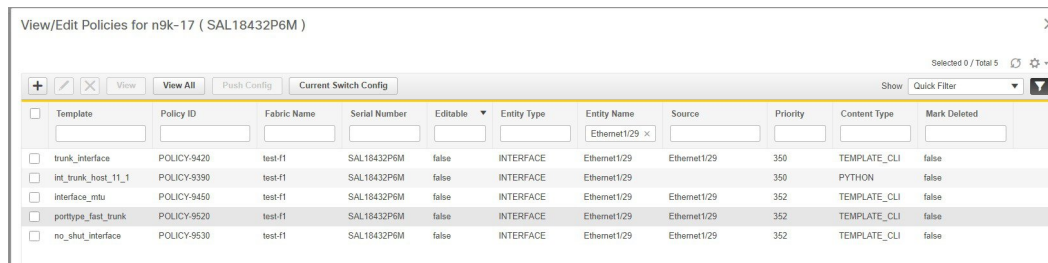 View/Edit Policies for n9k-17 ( SAL18432P6M )
Selected 0 / Total 5
View View All Push Config Current Switch Config Show Quick Filter
Template Policy ID Fabric Name Serial Number Editable Entity Type Entity Name Source Priority Content Type Mark Deleted
Ethernet1/29 ×
trunk_interface POLICY-9420 test-f1 SAL18432P6M false INTERFACE Ethernet1/29 Ethernet1/29 350 TEMPLATE_CLI false
int_trunk_host_11_1 POLICY-9390 test-f1 SAL18432P6M false INTERFACE Ethernet1/29 350 PYTHON false
interface_mtu POLICY-9450 test-f1 SAL18432P6M false INTERFACE Ethernet1/29 Ethernet1/29 352 TEMPLATE_CLI false
porttype_fast_trunk POLICY-9520 test-f1 SAL18432P6M false INTERFACE Ethernet1/29 Ethernet1/29 352 TEMPLATE_CLI false
no_shut_interface POLICY-9530 test-f1 SAL18432P6M false INTERFACE Ethernet1/29 Ethernet1/29 352 TEMPLATE_CLI false